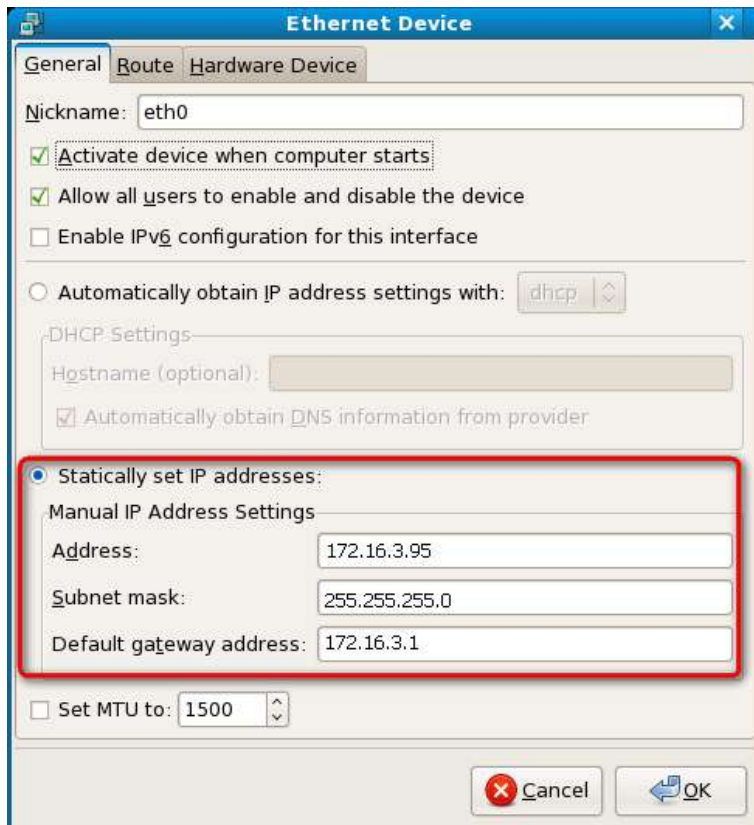 Ethernet Device
General Route Hardware Device
Nickname: eth0
Activate device when computer starts
Allow all users to enable and disable the device
Enable IPv6 configuration for this interface
Automatically obtain IP address settings with: dhcp
DHCP Settings
Hostname (optional):
Automatically obtain DNS information from provider
Statically set IP addresses:
Manual IP Address Settings
Address: 172.16.3.95
Subnet mask: 255.255.255.0
Default gateway address: 172.16.3.1
Set MTU to: 1500
Cancel OK